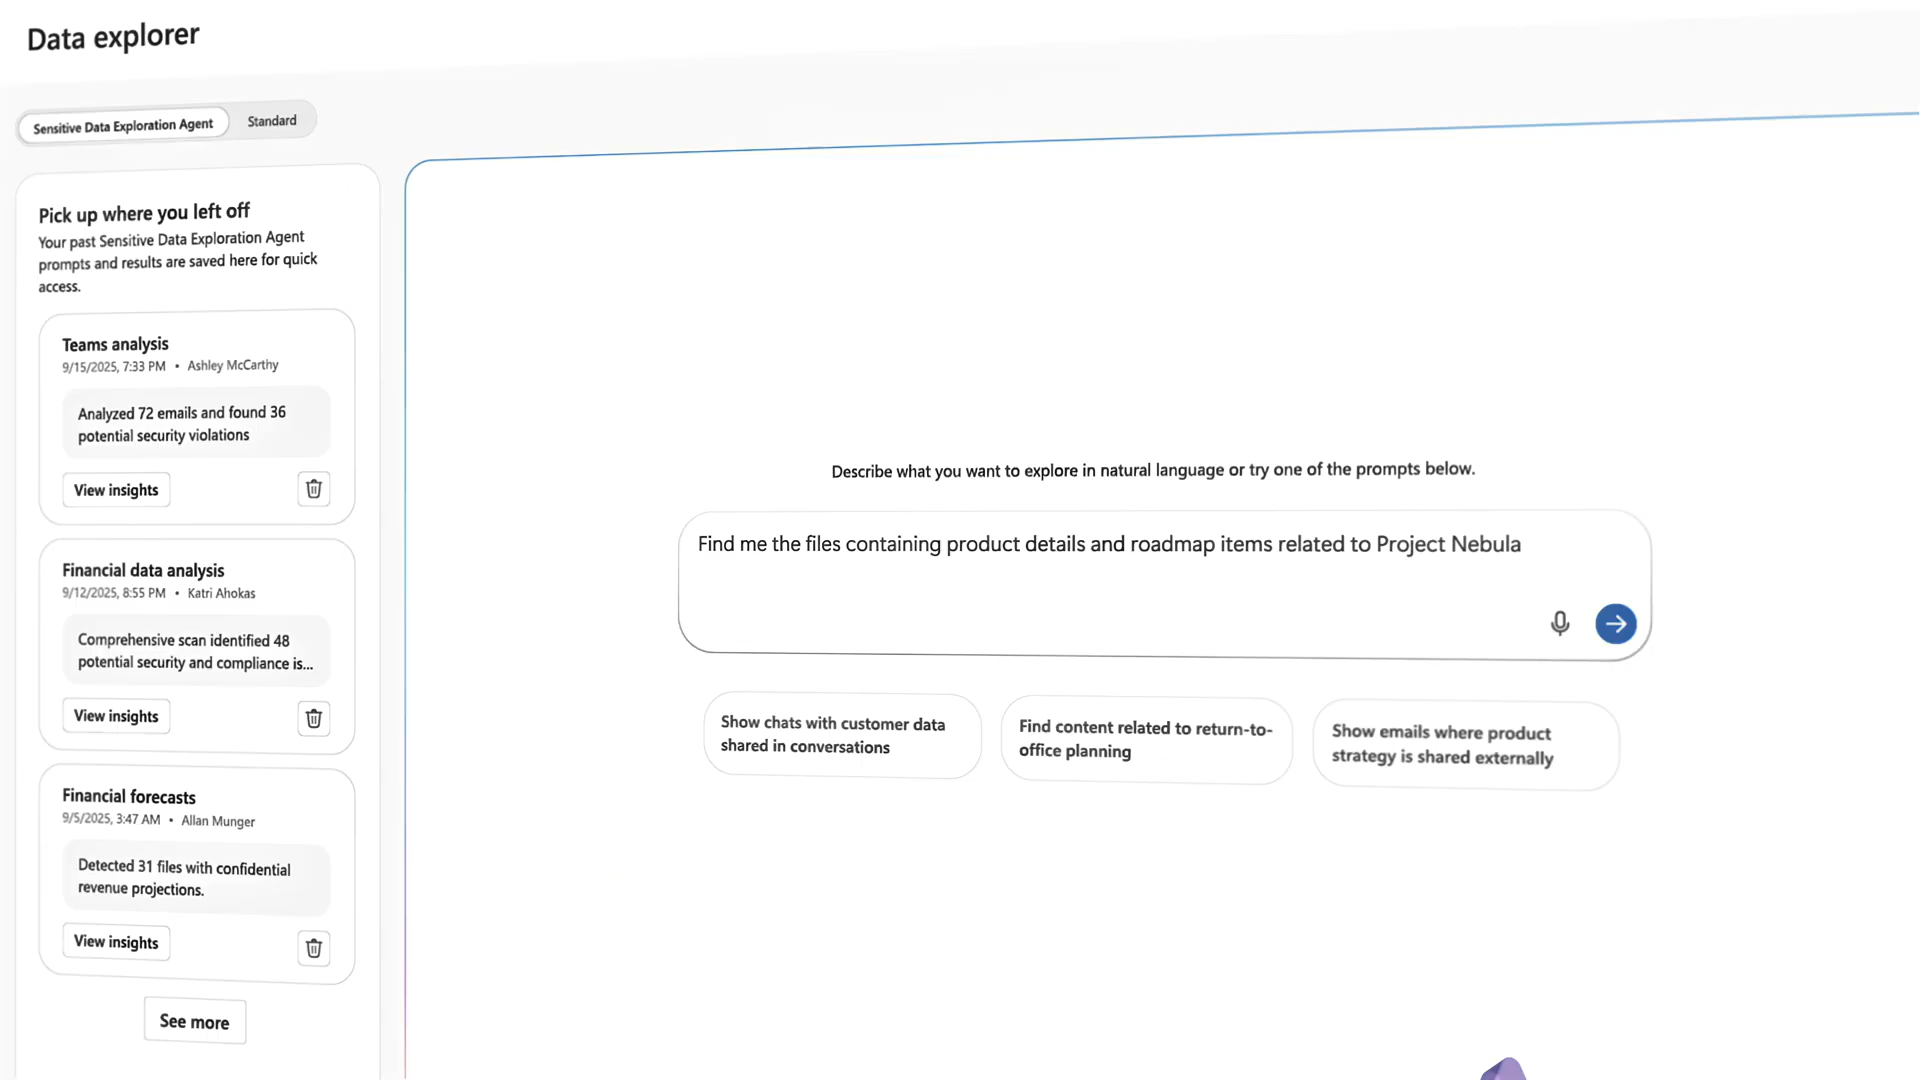 Data explorer
Sensitive Data Exploration Agent
Standard
Pick up where you left off
Your past Sensitive Data Exploration Agent
prompts and results are saved here for quick
access.
Teams analysis
9/15/2025, 7:33 PM • Ashley McCarthy
Analyzed 72 emails and found 36
potential security violations
View insights
Financial data analysis
9/12/2025, 8:55 PM • Katri Ahokas
Comprehensive scan identified 48
potential security and compliance is...
View insights
Financial forecasts
9/5/2025, 3:47 AM • Allan Munger
Detected 31 files with confidential
revenue projections.
View insights
See more
Describe what you want to explore in natural language or try one of the prompts below.
Find me the files containing product details and roadmap items related to Project Nebula
Show chats with customer data
shared in conversations
Find content related to return-to-
office planning
Show emails where product
strategy is shared externally